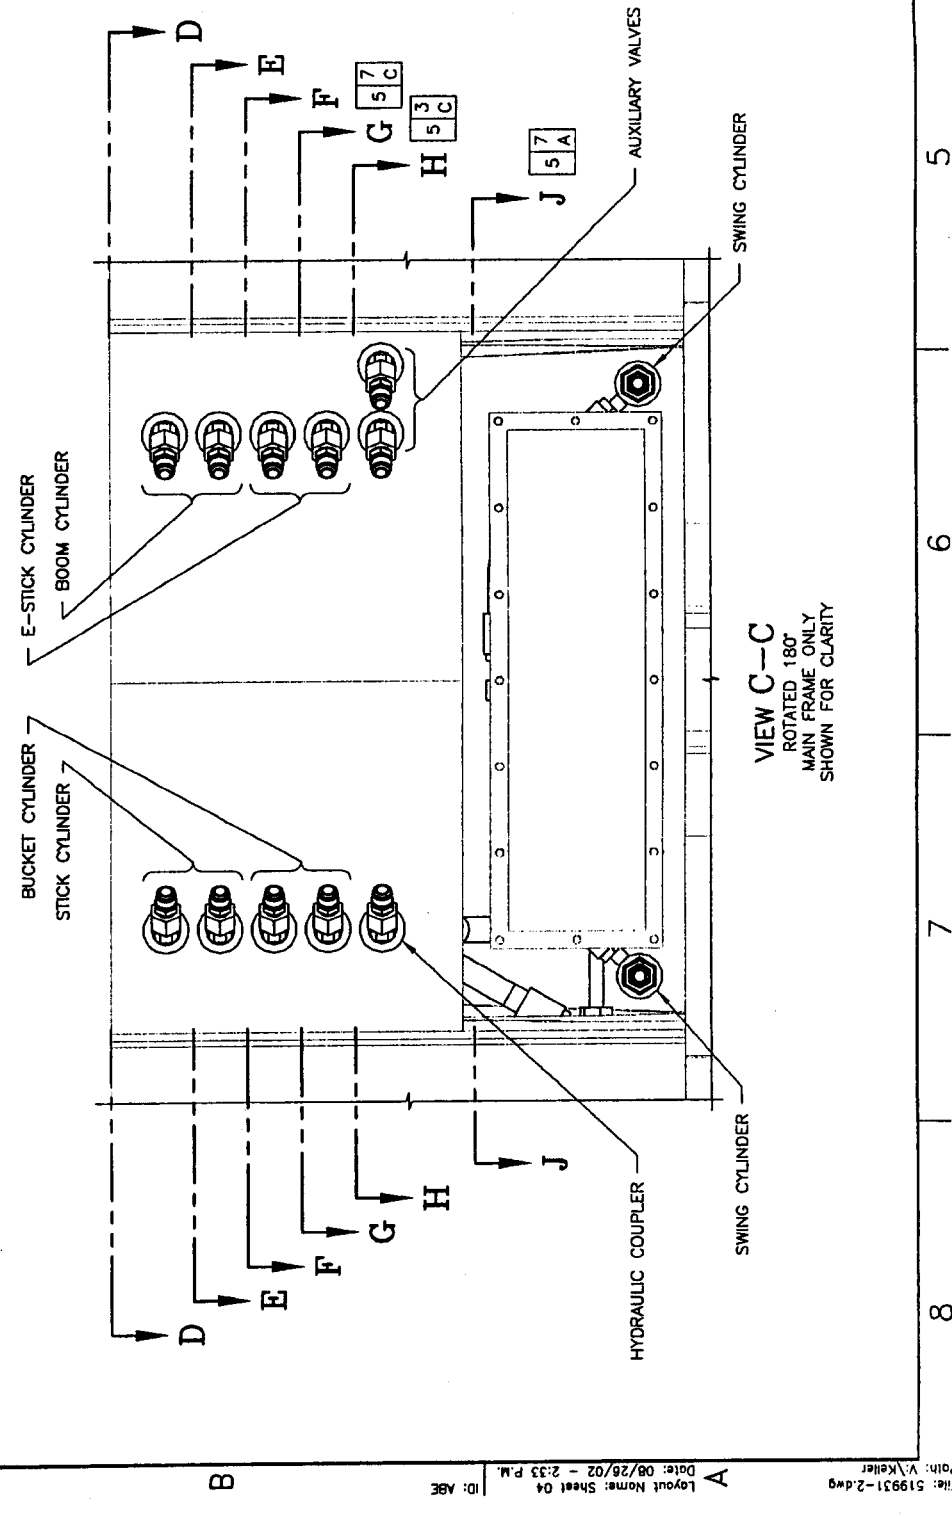 BUCKET CYLINDER
STICK CYLINDER
E-STICK CYLINDER
BOOM CYLINDER
D
E
F
G
H
J
D
E
F
5 7 C
G
5 3 C
H
J
5 7 A
AUXILIARY VALVES
SWING CYLINDER
HYDRAULIC COUPLER
SWING CYLINDER
VIEW C-C
ROTATED 180°
MAIN FRAME ONLY
SHOWN FOR CLARITY
8
7
6
5
B
A
ID: ABE
Layout Name: Sheet 04
Date: 08/26/02 - 2:33 P.M.
Path: V:\Keller
File: 519931-2.dwg